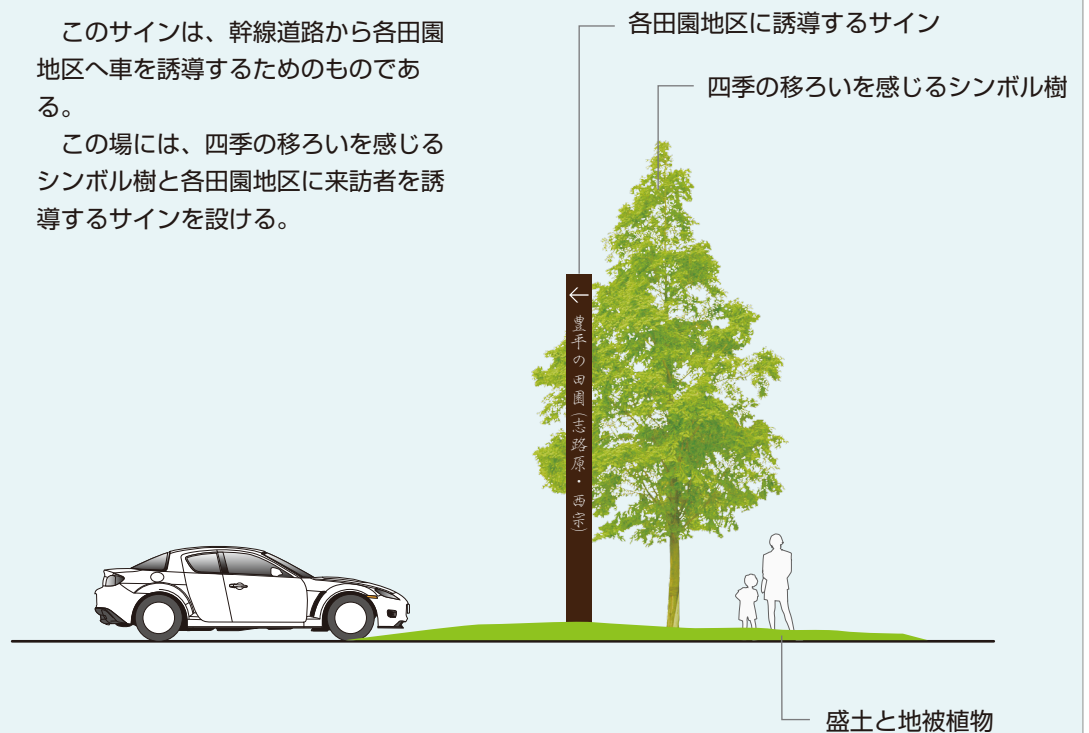 このサインは、幹線道路から各田園
地区へ車を誘導するためのものであ
る。
この場には、四季の移ろいを感じる
シンボル樹と各田園地区に来訪者を誘
導するサインを設ける。
各田園地区に誘導するサイン
四季の移ろいを感じるシンボル樹
←豊平の田園(志路原・西宗)
盛土と地被植物